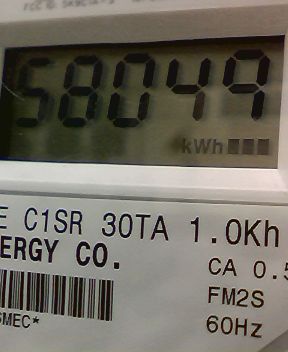 58049
kWh
E C1SR 30TA 1.0Kh
ERGY CO.
CA 0.5
FM2S
60Hz
SMEC*